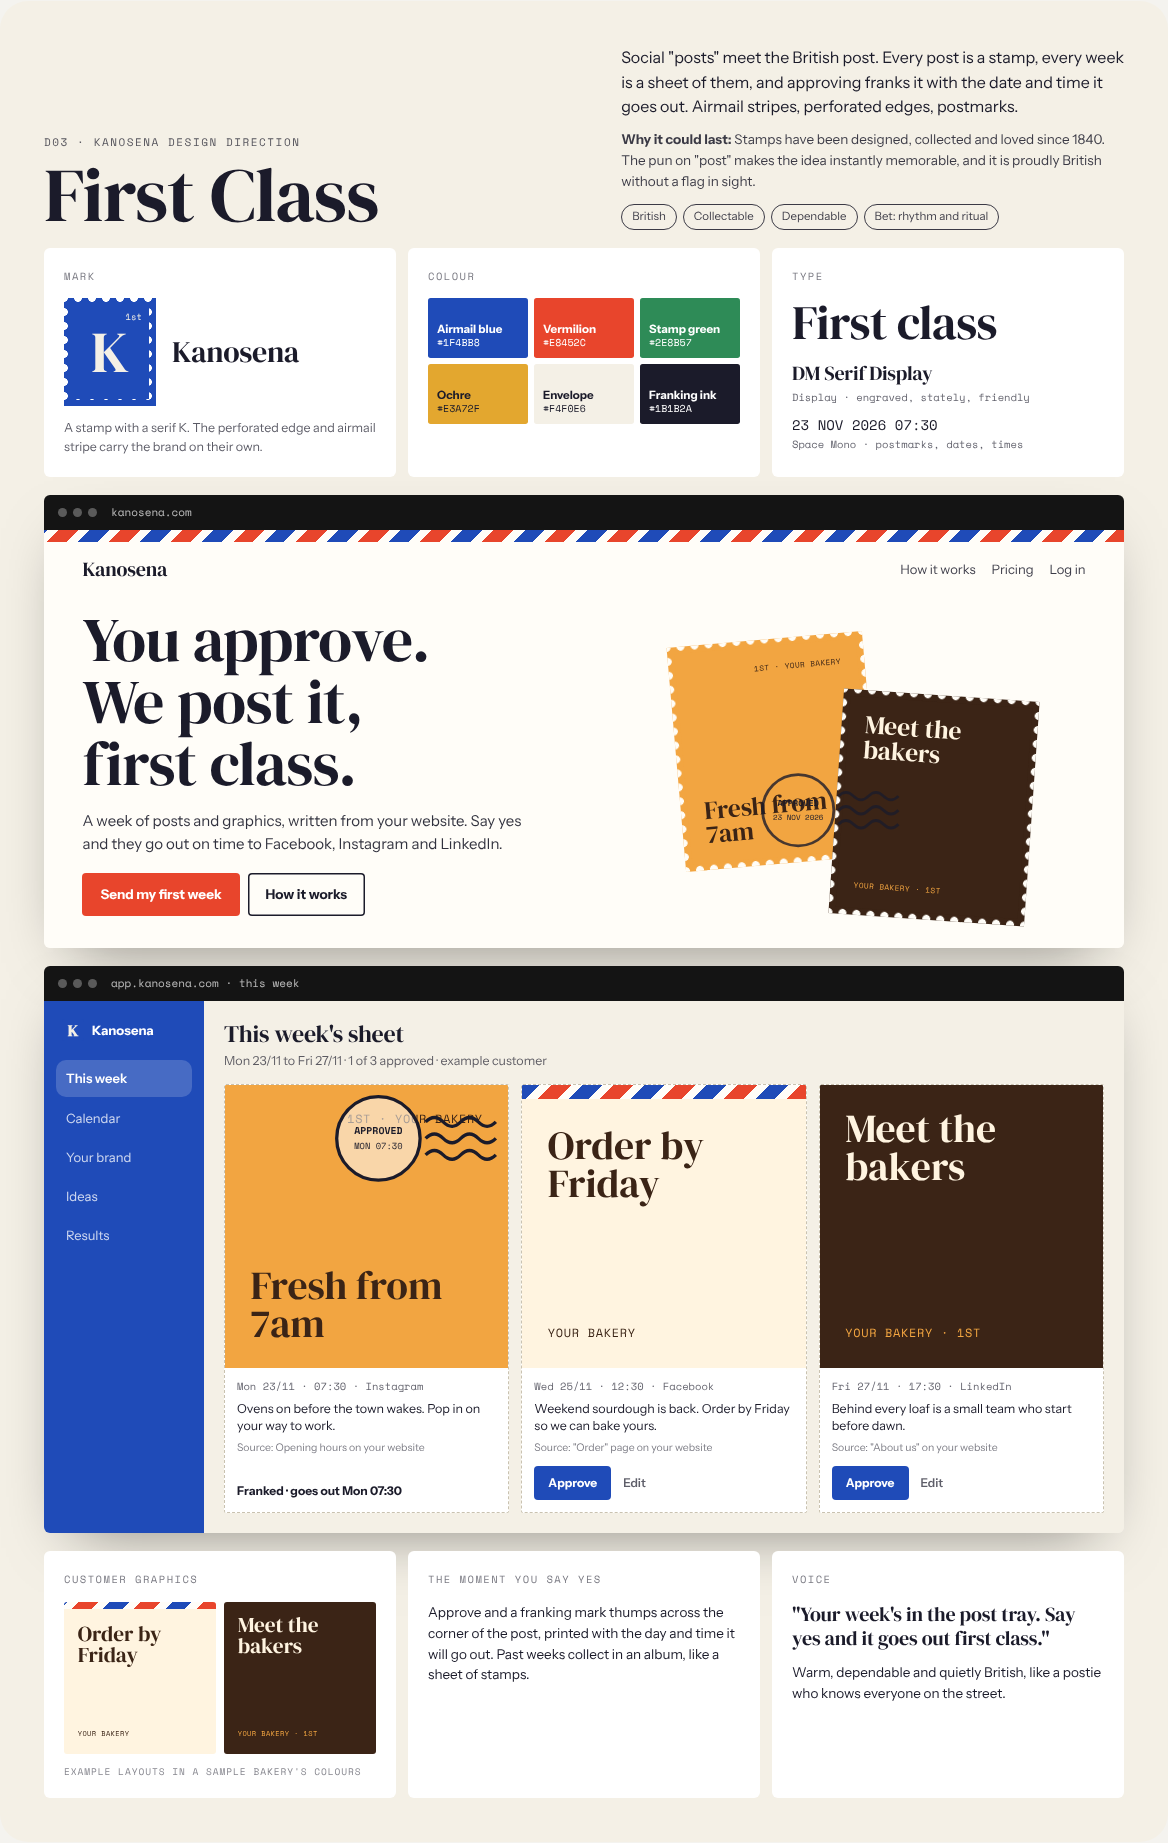 Social "posts" meet the British post. Every post is a stamp, every week
is a sheet of them, and approving franks it with the date and time it
goes out. Airmail stripes, perforated edges, postmarks.
Why it could last: Stamps have been designed, collected and loved since 1840.
The pun on "post" makes the idea instantly memorable, and it is proudly British
without a flag in sight.
British
Collectable
Dependable
Bet: rhythm and ritual
D03 · KANOSENA DESIGN DIRECTION
First Class
MARK
1st
K
Kanosena
A stamp with a serif K. The perforated edge and airmail
stripe carry the brand on their own.
COLOUR
Airmail blue
#1F4BB8
Vermilion
#E8452C
Stamp green
#2E8B57
Ochre
#E3A72F
Envelope
#F4F0E6
Franking ink
#1B1B2A
TYPE
First class
DM Serif Display
Display · engraved, stately, friendly
23 NOV 2026 07:30
Space Mono · postmarks, dates, times
kanosena.com
Kanosena
How it works
Pricing
Log in
You approve.
We post it,
first class.
A week of posts and graphics, written from your website. Say yes
and they go out on time to Facebook, Instagram and LinkedIn.
Send my first week
How it works
1ST · YOUR BAKERY
Fresh from
7am
APPROVED
23 NOV 2026
Meet the
bakers
YOUR BAKERY · 1ST
app.kanosena.com · this week
K
Kanosena
This week
Calendar
Your brand
Ideas
Results
This week's sheet
Mon 23/11 to Fri 27/11 · 1 of 3 approved · example customer
1ST · YOUR BAKERY
APPROVED
MON 07:30
Fresh from
7am
Mon 23/11 · 07:30 · Instagram
Ovens on before the town wakes. Pop in on
your way to work.
Source: Opening hours on your website
Franked · goes out Mon 07:30
Order by
Friday
YOUR BAKERY
Wed 25/11 · 12:30 · Facebook
Weekend sourdough is back. Order by Friday
so we can bake yours.
Source: "Order" page on your website
Approve
Edit
Meet the
bakers
YOUR BAKERY · 1ST
Fri 27/11 · 17:30 · LinkedIn
Behind every loaf is a small team who start
before dawn.
Source: "About us" on your website
Approve
Edit
CUSTOMER GRAPHICS
Order by
Friday
YOUR BAKERY
Meet the
bakers
YOUR BAKERY · 1ST
EXAMPLE LAYOUTS IN A SAMPLE BAKERY'S COLOURS
THE MOMENT YOU SAY YES
Approve and a franking mark thumps across the
corner of the post, printed with the day and time it
will go out. Past weeks collect in an album, like a
sheet of stamps.
VOICE
"Your week's in the post tray. Say
yes and it goes out first class."
Warm, dependable and quietly British, like a postie
who knows everyone on the street.